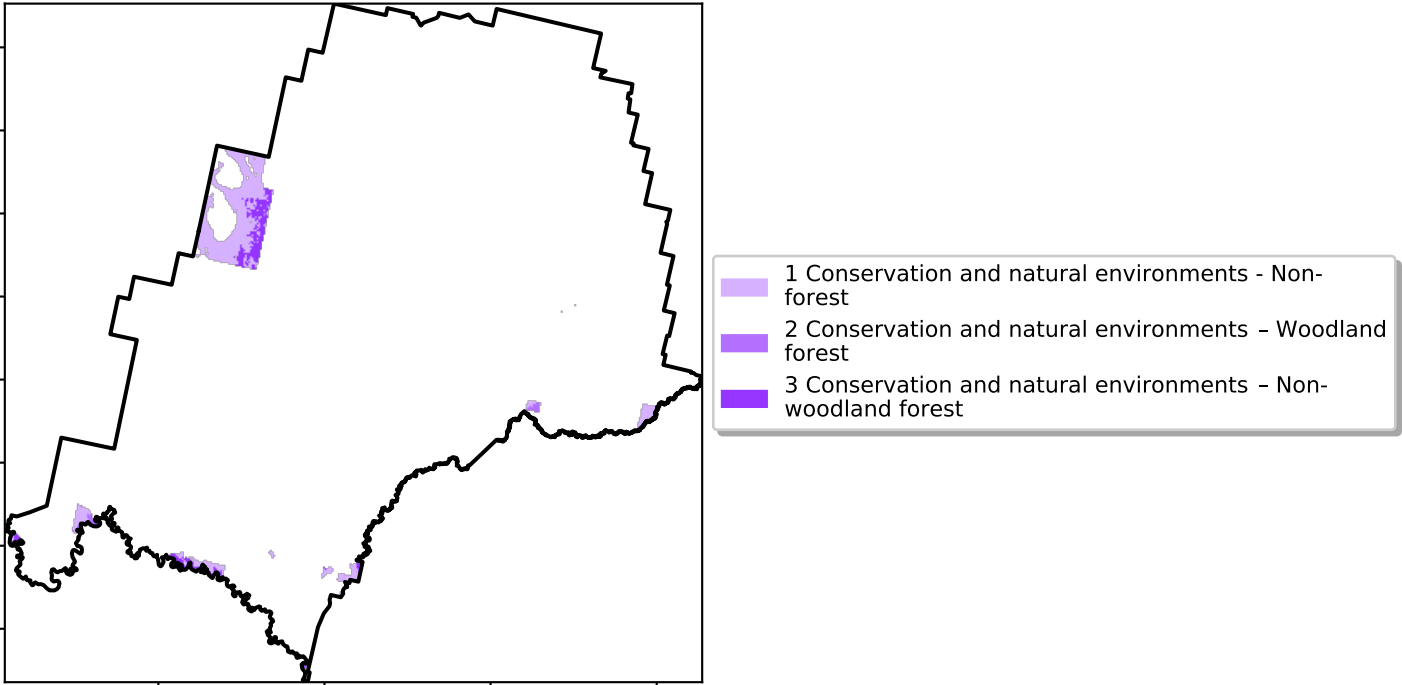 1 Conservation and natural environments - Non-
forest
2 Conservation and natural environments – Woodland
forest
3 Conservation and natural environments – Non-
woodland forest